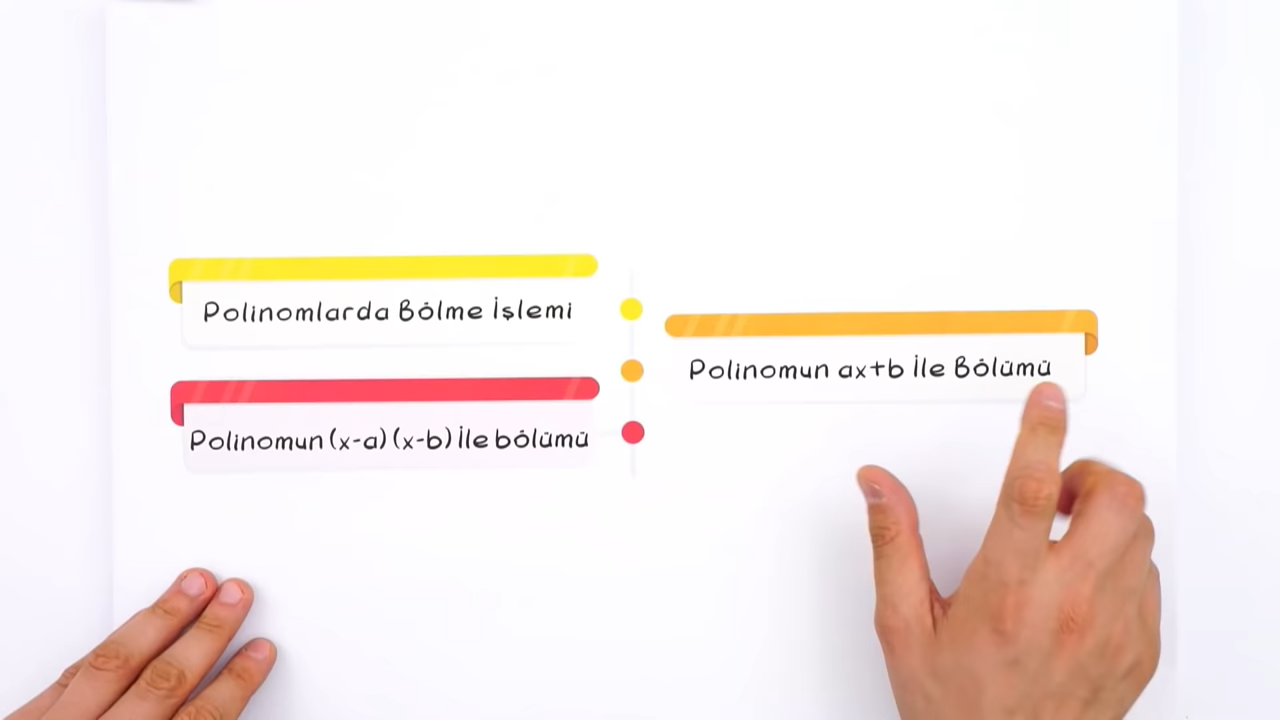 Polinomlarda Bölme İşlemi
Polinomun ax+b İle Bölümü
Polinomun (x-a) (x-b) İle bölümü